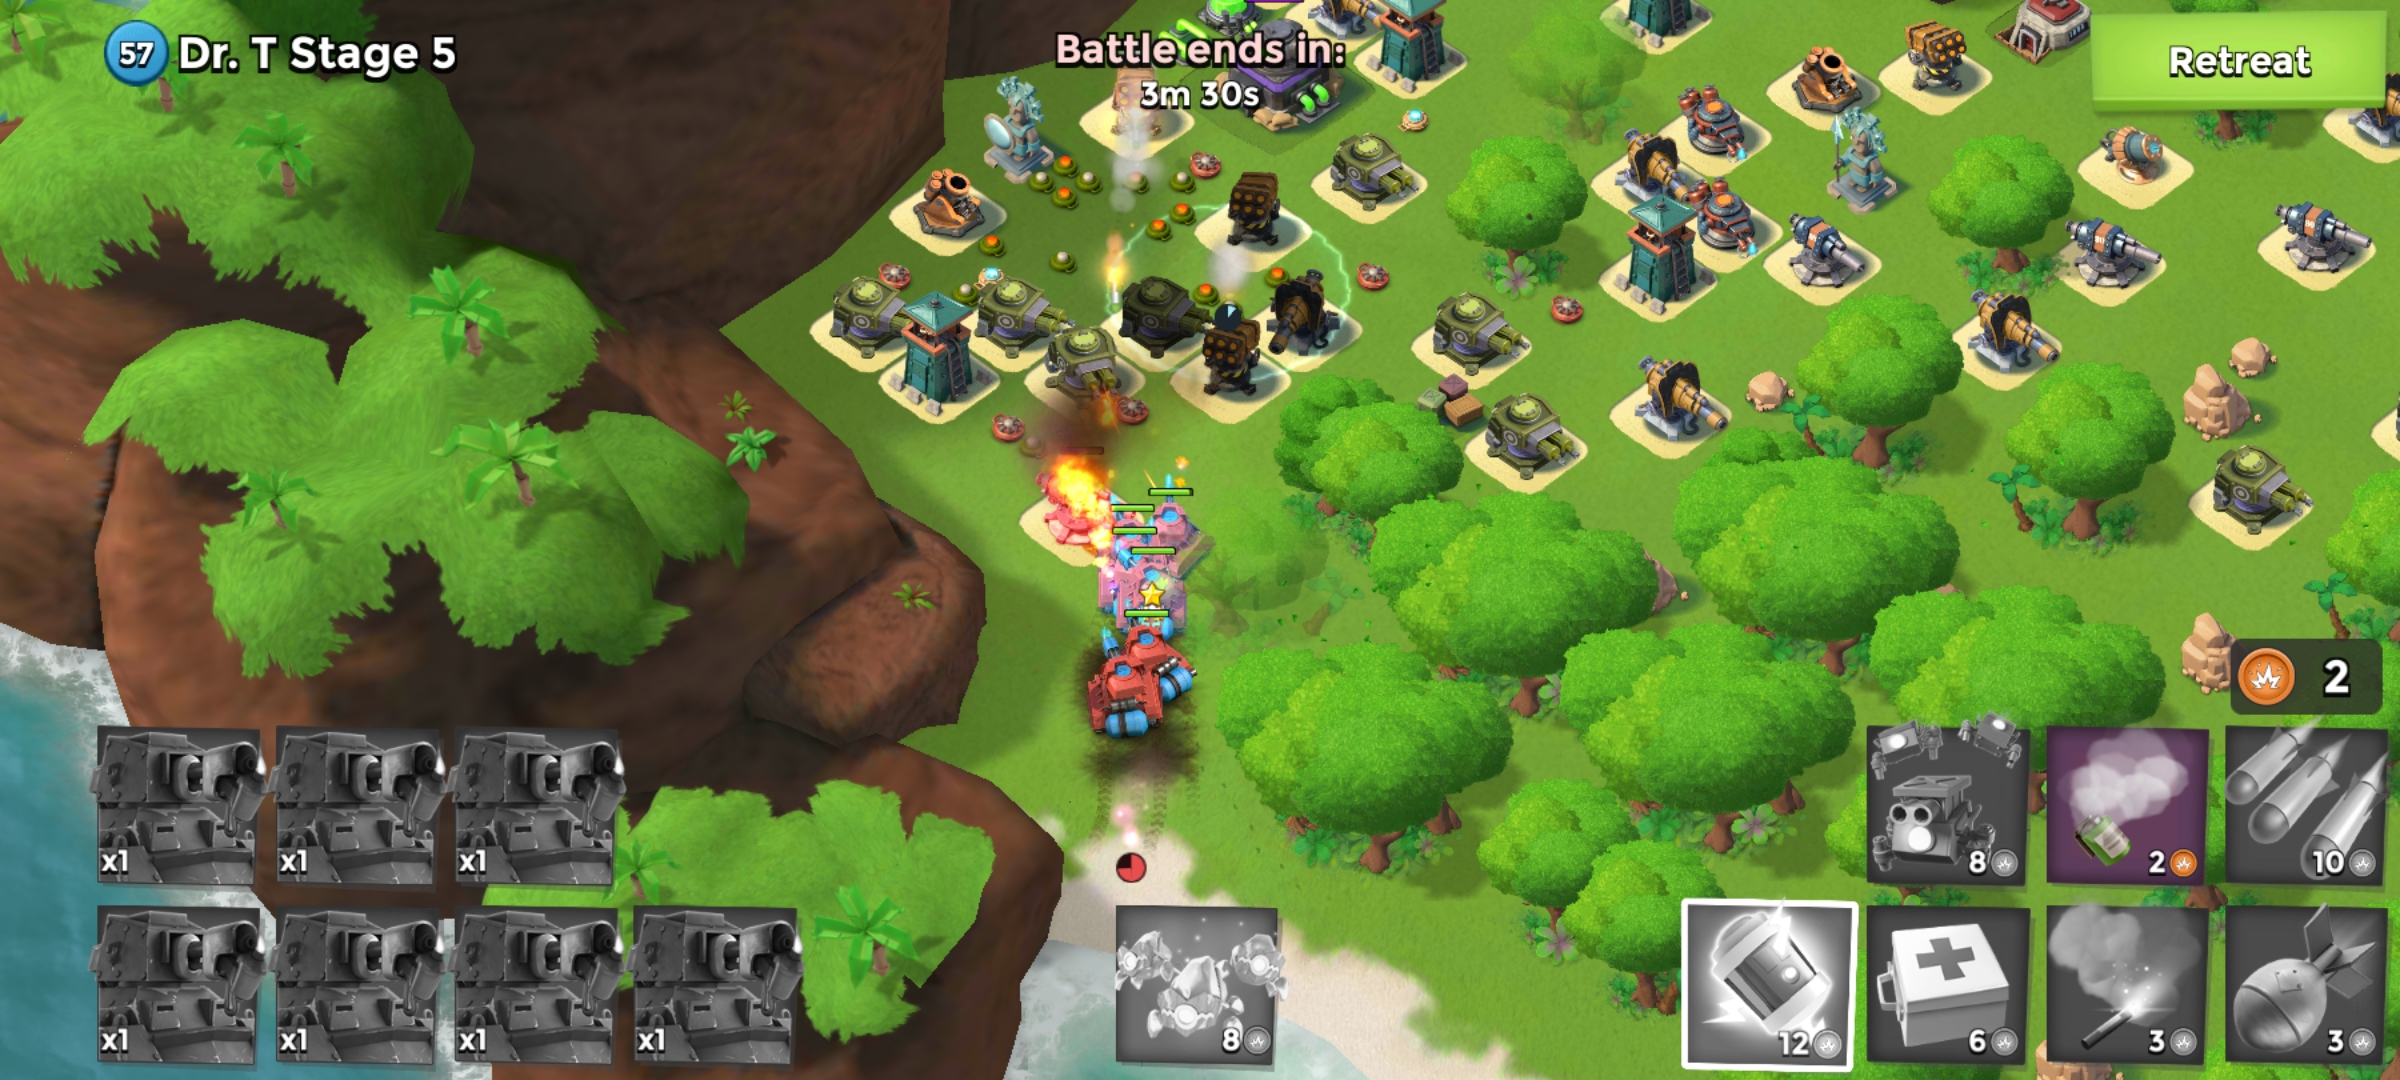 57 Dr. T Stage 5
Battle ends in:
3m 30s
Retreat
2
x1 x1 x1
8 2 10
x1 x1 x1 x1
8 12 6 3 3